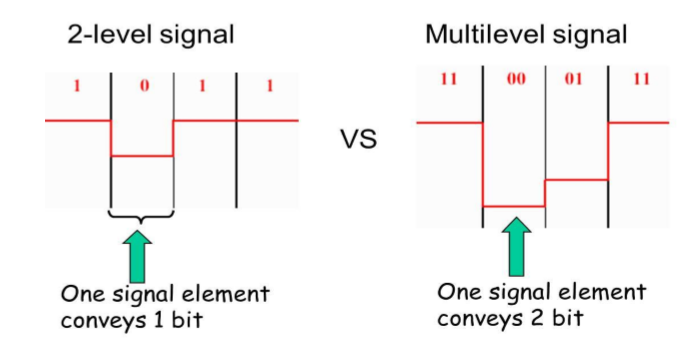 2-level signal
Multilevel signal
1 0 1 1
11 00 01 11
VS
One signal element
conveys 1 bit
One signal element
conveys 2 bit